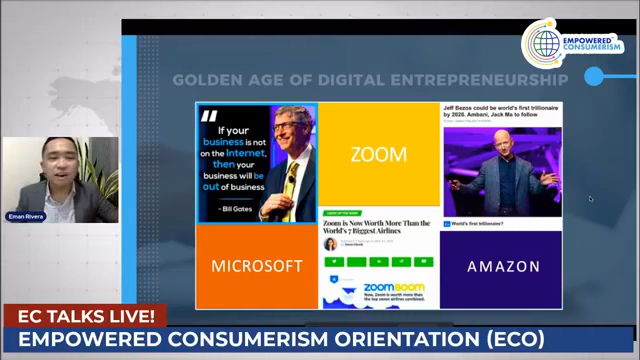 EMPOWERED
CONSUMERISM
GOLDEN AGE OF DIGITAL ENTREPRENEURSHIP
If your
business is not
on the Internet,
then your
business will be
out of business
- Bill Gates
ZOOM
Jeff Bezos could be world's first trillionaire
by 2026. Ambani, Jack Ma to follow
World's first trillionaire?
Zoom is Now Worth More Than the
World's 7 Biggest Airlines
ZOOMBOOM
Now, Zoom is worth more than
the top seven airlines combined.
MICROSOFT
AMAZON
Eman Rivera
EC TALKS LIVE!
EMPOWERED CONSUMERISM ORIENTATION (ECO)